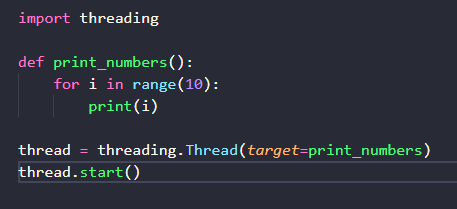 import threading

def print_numbers():
    for i in range(10):
        print(i)

thread = threading.Thread(target=print_numbers)
thread.start()